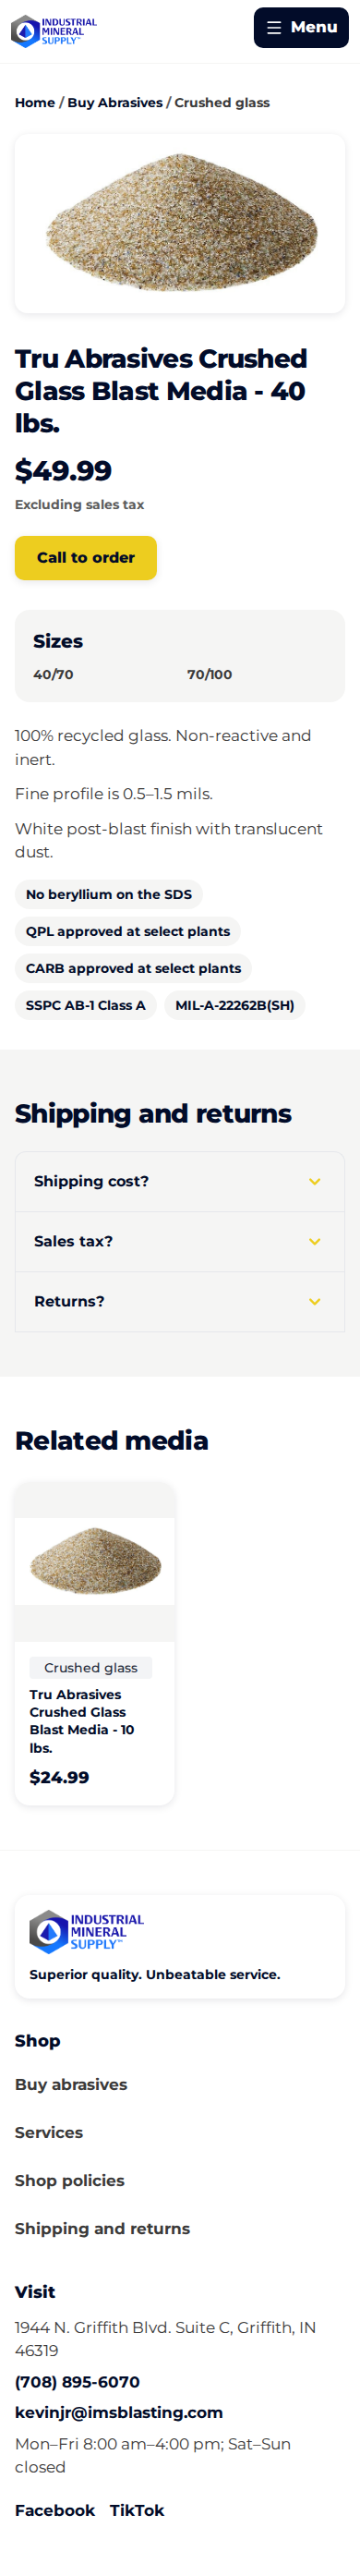 INDUSTRIAL
MINERAL
SUPPLY™
Menu
Home / Buy Abrasives / Crushed glass
Tru Abrasives Crushed
Glass Blast Media - 40
lbs.
$49.99
Excluding sales tax
Call to order
Sizes
40/70 70/100
100% recycled glass. Non-reactive and
inert.
Fine profile is 0.5–1.5 mils.
White post-blast finish with translucent
dust.
No beryllium on the SDS
QPL approved at select plants
CARB approved at select plants
SSPC AB-1 Class A MIL-A-22262B(SH)
Shipping and returns
Shipping cost?
Sales tax?
Returns?
Related media
Crushed glass
Tru Abrasives
Crushed Glass
Blast Media - 10
lbs.
$24.99
INDUSTRIAL
MINERAL
SUPPLY™
Superior quality. Unbeatable service.
Shop
Buy abrasives
Services
Shop policies
Shipping and returns
Visit
1944 N. Griffith Blvd. Suite C, Griffith, IN
46319
(708) 895-6070
kevinjr@imsblasting.com
Mon–Fri 8:00 am–4:00 pm; Sat–Sun
closed
Facebook TikTok